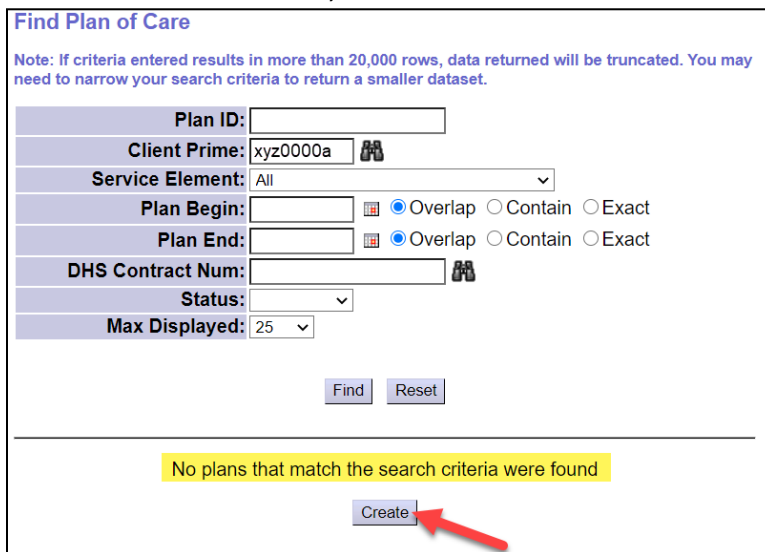 Find Plan of Care
Note: If criteria entered results in more than 20,000 rows, data returned will be truncated. You may
need to narrow your search criteria to return a smaller dataset.
Plan ID:
Client Prime: xyz0000a
Service Element: All
Plan Begin: Overlap Contain Exact
Plan End: Overlap Contain Exact
DHS Contract Num:
Status:
Max Displayed: 25
Find Reset
No plans that match the search criteria were found
Create